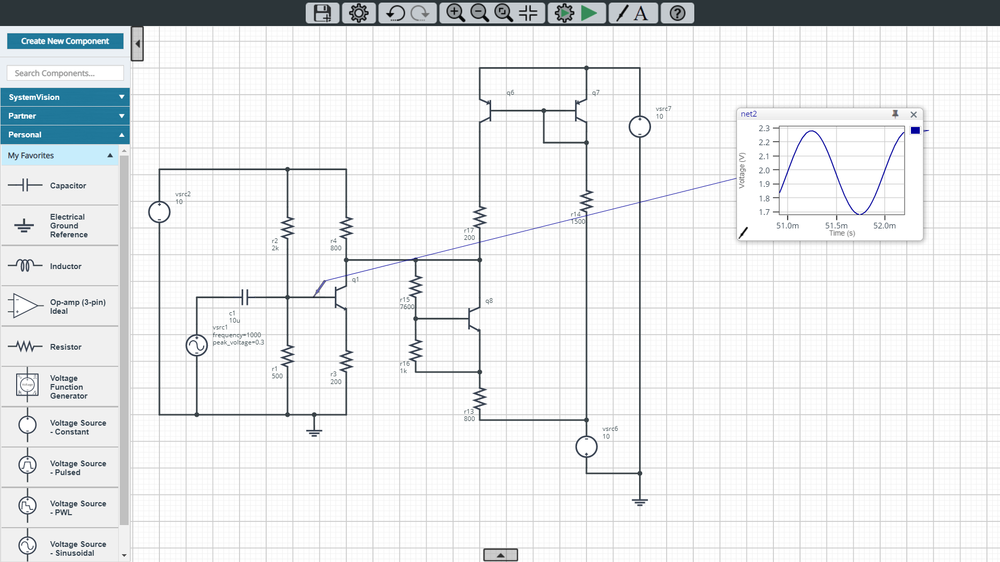 Create New Component
Search Components...
SystemVision
Partner
Personal
My Favorites
Capacitor
Electrical
Ground
Reference
Inductor
Op-amp (3-pin)
Ideal
Resistor
Voltage
Voltage
Function
Generator
Voltage Source
- Constant
Voltage Source
- Pulsed
Voltage Source
- PWL
Voltage Source
- Sinusoidal
A
?
vsrc2
10
r2
2k
r4
800
q1
c1
10u
vsrc1
frequency=1000
peak_voltage=0.3
r1
500
r3
200
q6
q7
vsrc7
10
r17
200
r14
1500
r15
7600
q8
r16
1k
r13
800
vsrc6
10
net2
Voltage (V)
2.3
2.2
2.1
2.0
1.9
1.8
1.7
51.0m 51.5m 52.0m
Time (s)